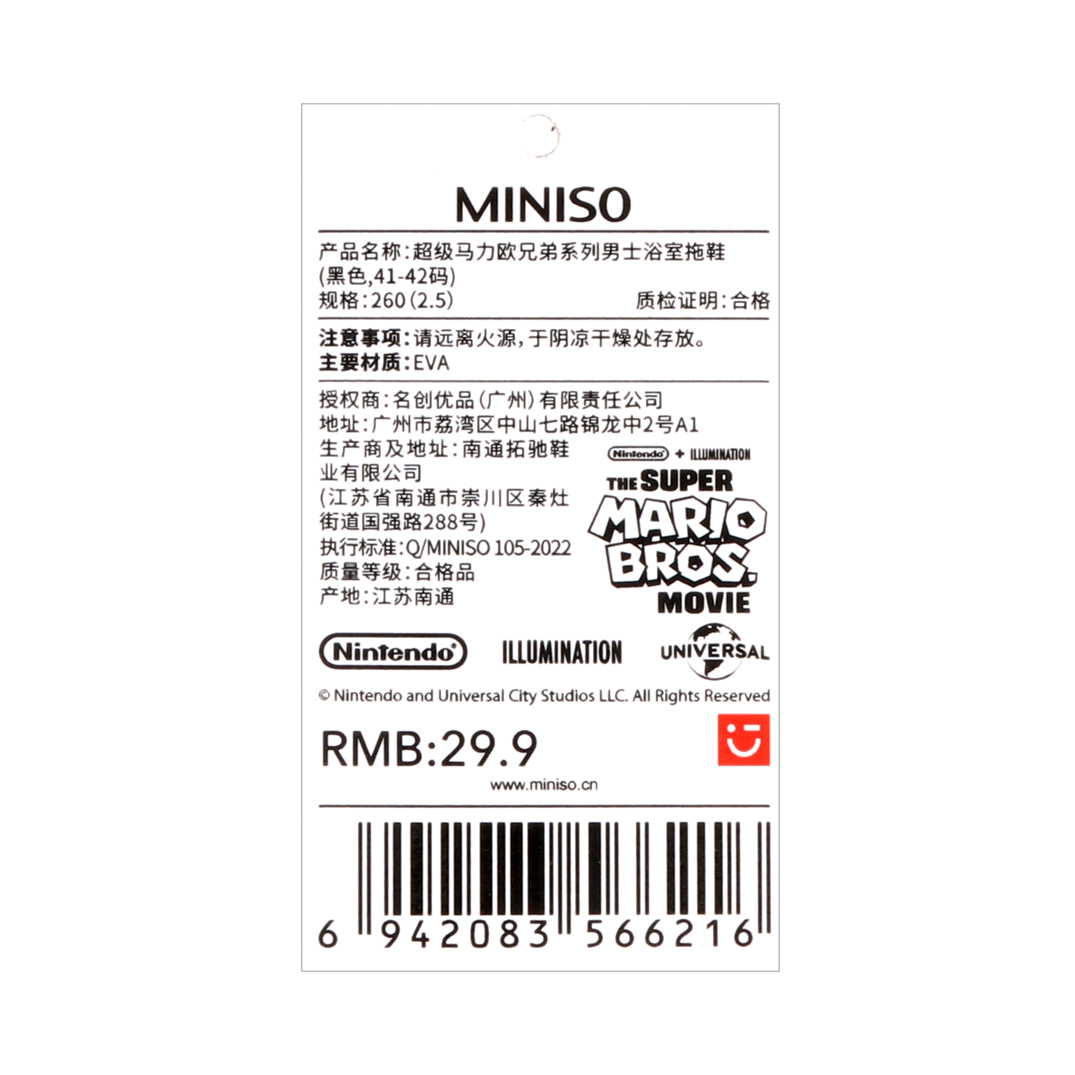 MINISO
产品名称:超级马力欧兄弟系列男士浴室拖鞋
(黑色,41-42码)
规格:260(2.5) 质检证明:合格
注意事项:请远离火源,于阴凉干燥处存放。
主要材质:EVA
授权商:名创优品(广州)有限责任公司
地址:广州市荔湾区中山七路锦龙中2号A1
生产商及地址:南通拓驰鞋
业有限公司
(江苏省南通市崇川区秦灶
街道国强路288号)
执行标准:Q/MINISO 105-2022
质量等级:合格品
产地:江苏南通
Nintendo + ILLUMINATION
THE SUPER
MARIO
BROS.
MOVIE
Nintendo ILLUMINATION UNIVERSAL
© Nintendo and Universal City Studios LLC. All Rights Reserved
RMB:29.9
www.miniso.cn
6 942083 566216